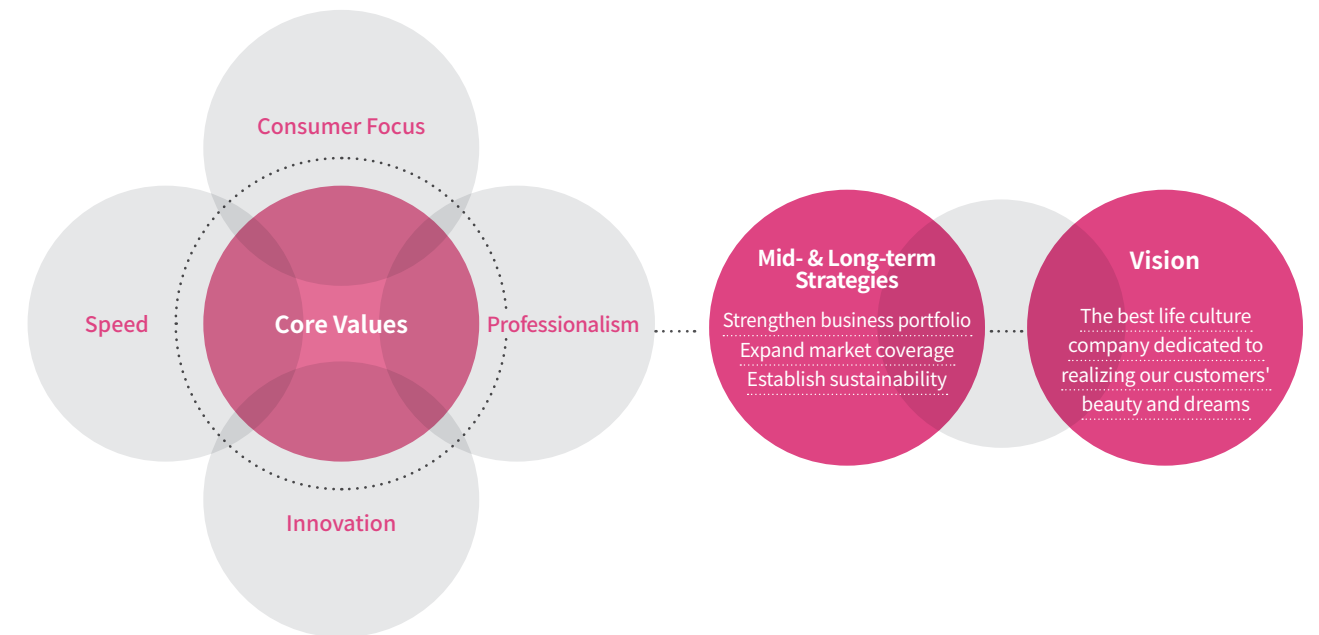 Consumer Focus
Speed
Core Values
Professionalism
Innovation
Mid- & Long-term
Strategies
Strengthen business portfolio
Expand market coverage
Establish sustainability
Vision
The best life culture
company dedicated to
realizing our customers'
beauty and dreams